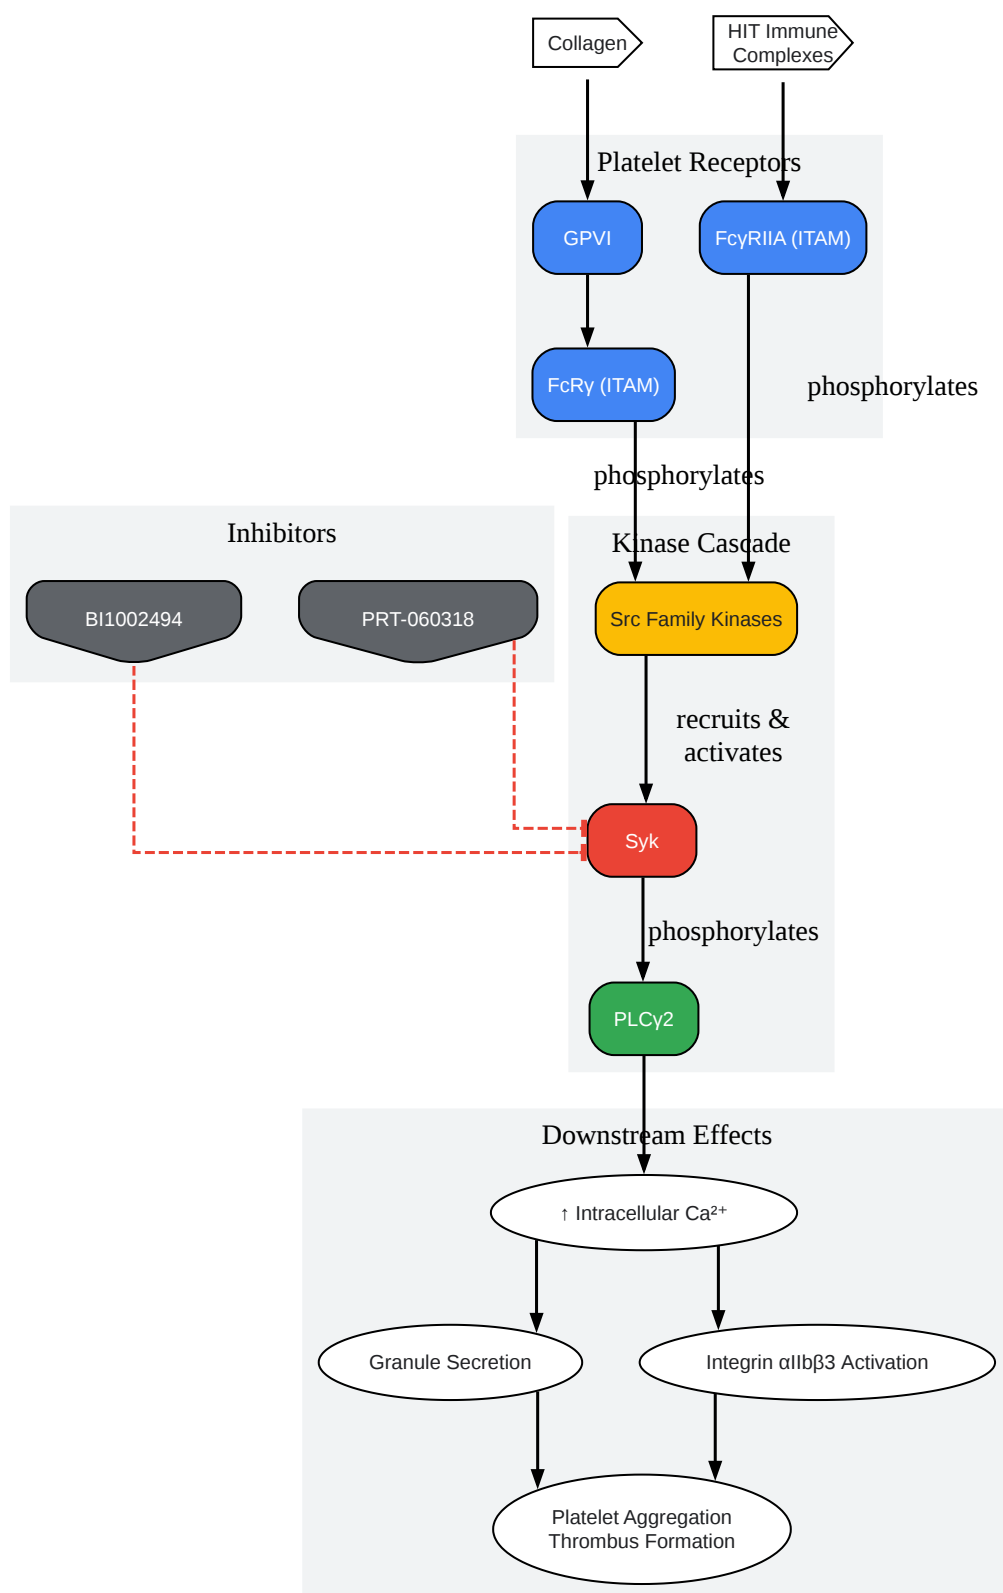 Collagen
HIT Immune
Complexes
Platelet Receptors
GPVI
FcγRIIA (ITAM)
FcRγ (ITAM)
phosphorylates
phosphorylates
Inhibitors
Kinase Cascade
BI1002494
PRT-060318
Src Family Kinases
recruits &
activates
Syk
phosphorylates
PLCγ2
Downstream Effects
↑ Intracellular Ca²⁺
Granule Secretion
Integrin αIIbβ3 Activation
Platelet Aggregation
Thrombus Formation